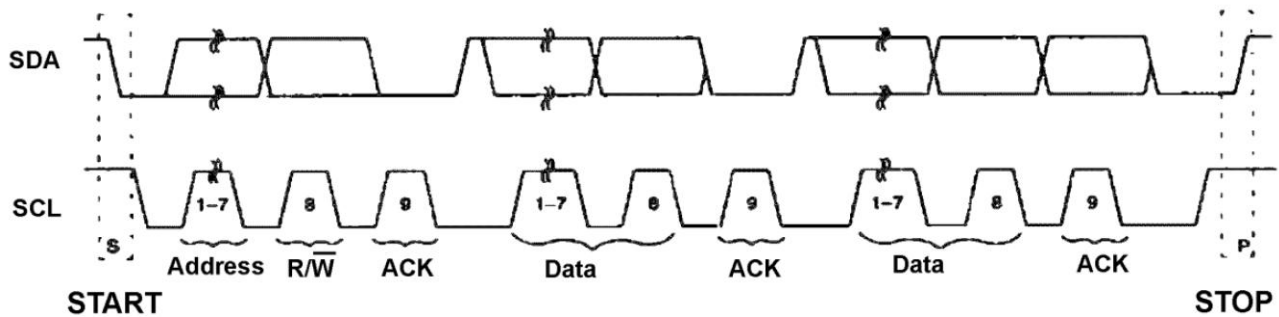 SDA
SCL
1–7 8 9 1–7 8 9 1–7 8 9
S P
Address R/W̅ ACK Data ACK Data ACK
START STOP